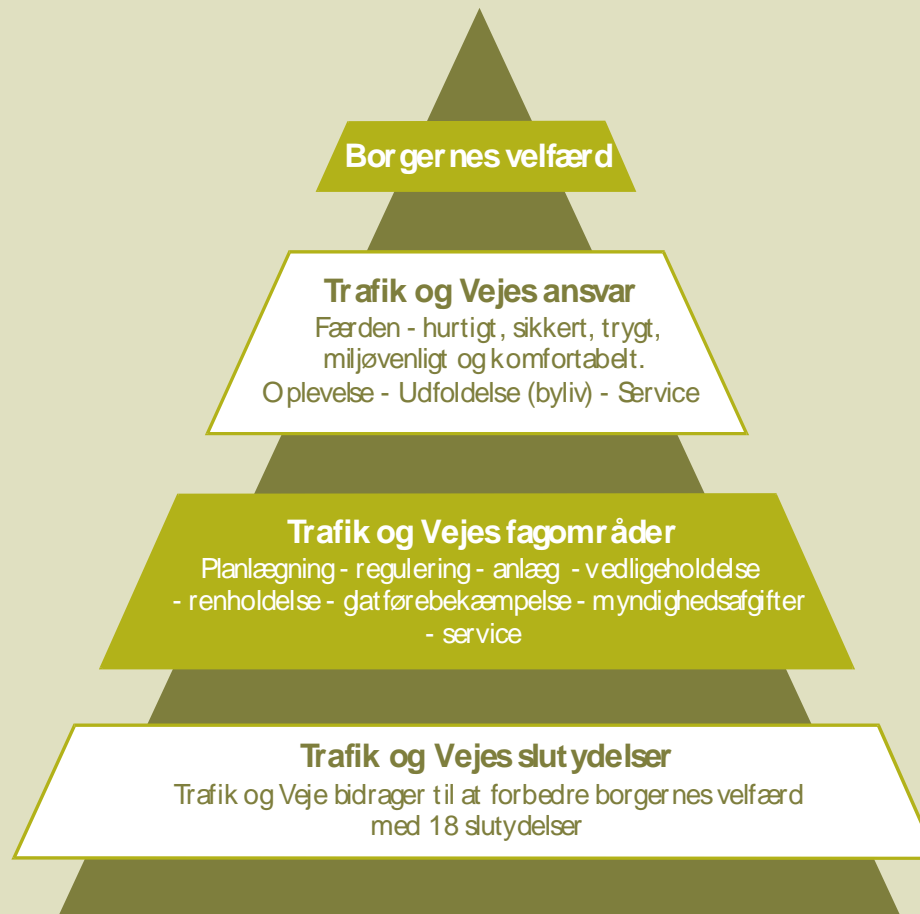 Borgernes velfærd
Trafik og Vejes ansvar
Færden - hurtigt, sikkert, trygt,
miljøvenligt og komfortabelt.
Oplevelse - Udfoldelse (byliv) - Service
Trafik og Vejes fagområder
Planlægning - regulering - anlæg - vedligeholdelse
- renholdelse - glatførebekæmpelse - myndighedsafgifter
- service
Trafik og Vejes slutydelser
Trafik og Veje bidrager til at forbedre borgernes velfærd
med 18 slutydelser